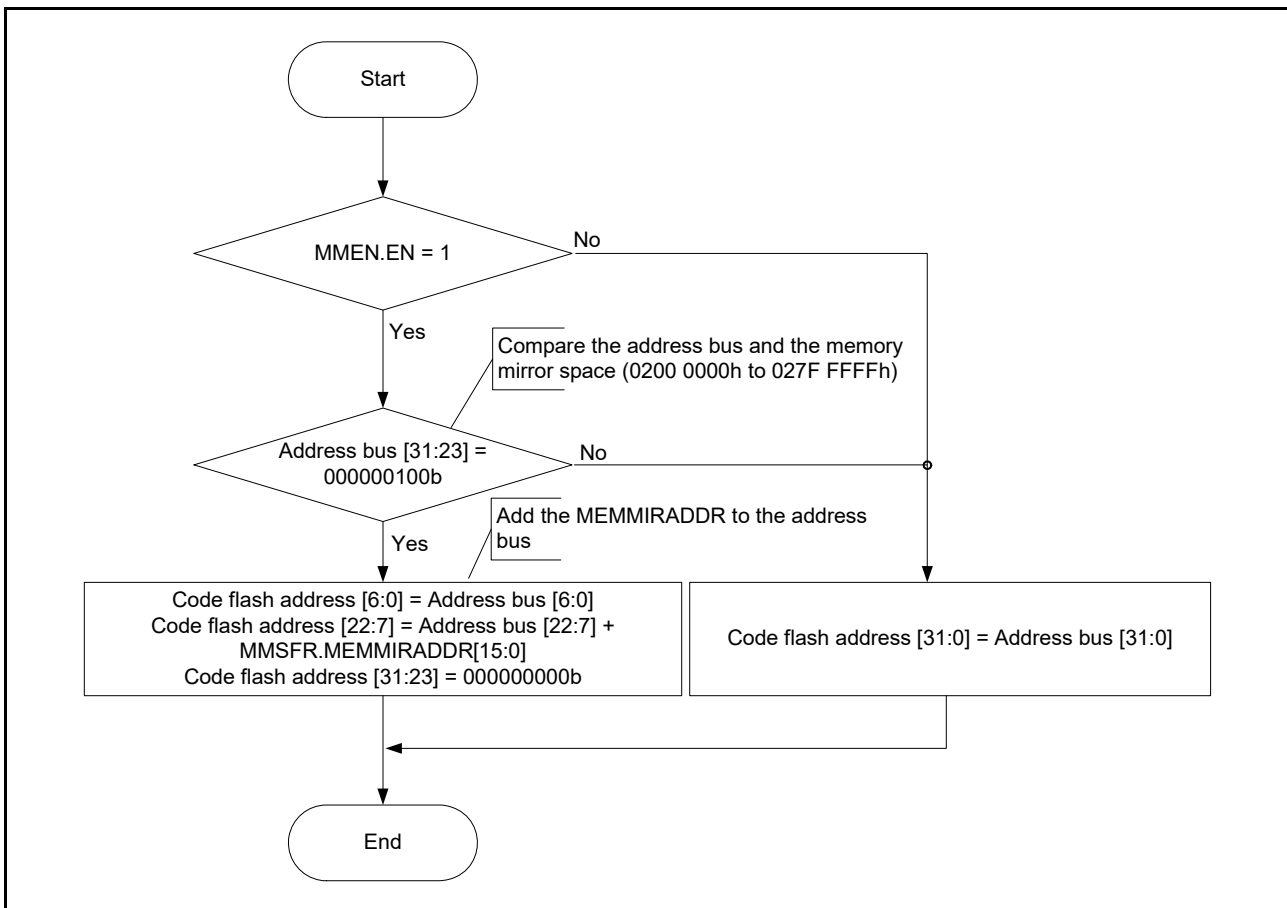 Start
MMEN.EN = 1
No
Yes
Compare the address bus and the memory
mirror space (0200 0000h to 027F FFFFh)
Address bus [31:23] =
000000100b
No
Yes
Add the MEMMIRADDR to the address
bus
Code flash address [6:0] = Address bus [6:0]
Code flash address [22:7] = Address bus [22:7] +
MMSFR.MEMMIRADDR[15:0]
Code flash address [31:23] = 000000000b
Code flash address [31:0] = Address bus [31:0]
End